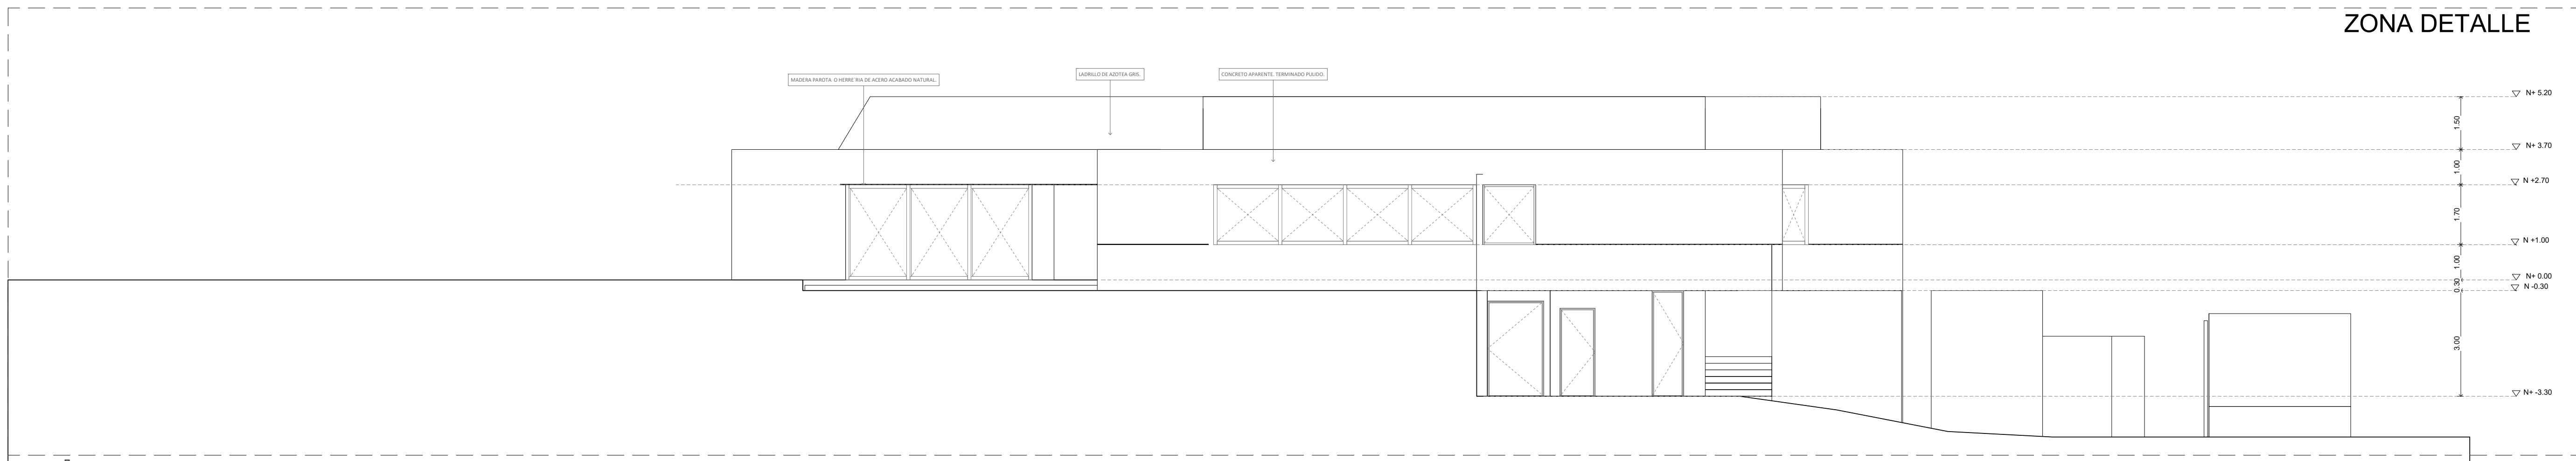 ZONA DETALLE
MADERA PAROTA O HERRE´RIA DE ACERO ACABADO NATURAL.
LADRILLO DE AZOTEA GRIS.
CONCRETO APARENTE. TERMINADO PULIDO.
N+ 5.20
1.50
N+ 3.70
1.00
N +2.70
1.70
N +1.00
1.00
N+ 0.00
0.30
N -0.30
3.00
N+ -3.30